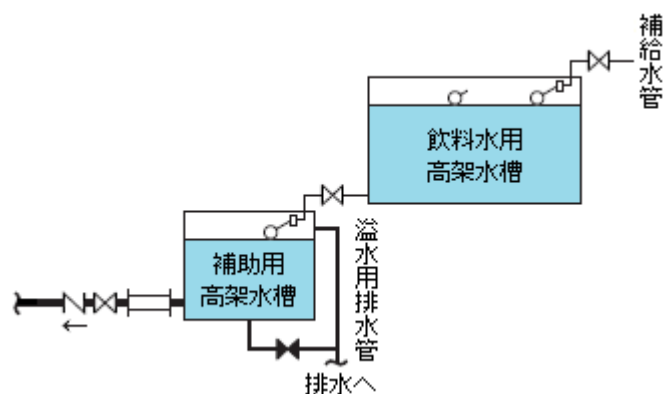 補給水管
飲料水用
高架水槽
溢水用排水管
補助用
高架水槽
排水へ